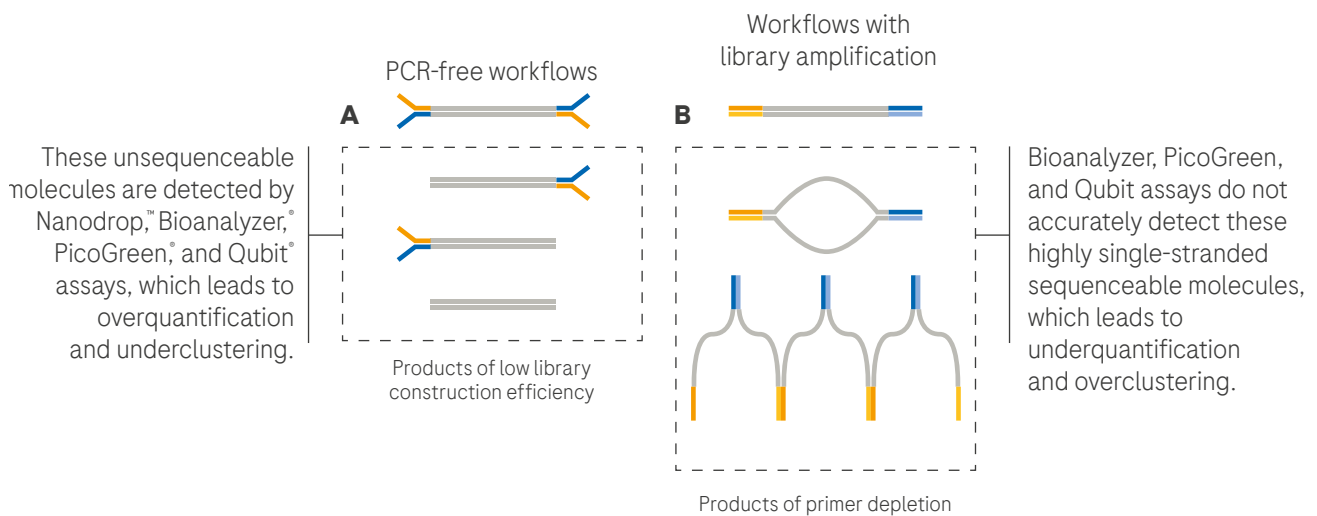 PCR-free workflows
A
These unsequenceable
molecules are detected by
Nanodrop,™ Bioanalyzer,®
PicoGreen,® and Qubit®
assays, which leads to
overquantification
and underclustering.
Products of low library
construction efficiency
Workflows with
library amplification
B
Bioanalyzer, PicoGreen,
and Qubit assays do not
accurately detect these
highly single-stranded
sequenceable molecules,
which leads to
underquantification
and overclustering.
Products of primer depletion